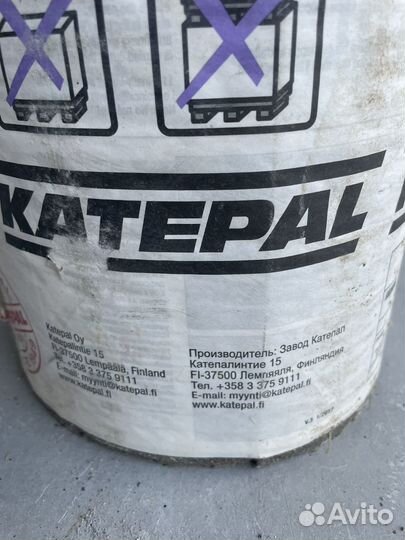 KATEPAL
Katepal Oy
Katepalintie 15
FI-37500 Lempäälä, Finland
Tel. +358 3 375 9111
E-mail: myynti@katepal.fi
www.katepal.fi
Производитель: Завод Катепал
Катепалинтие 15
FI-37500 Лемпяяля, Финляндия
Тел. +358 3 375 9111
E-mail: myynti@katepal.fi
www.katepal.fi
Avito